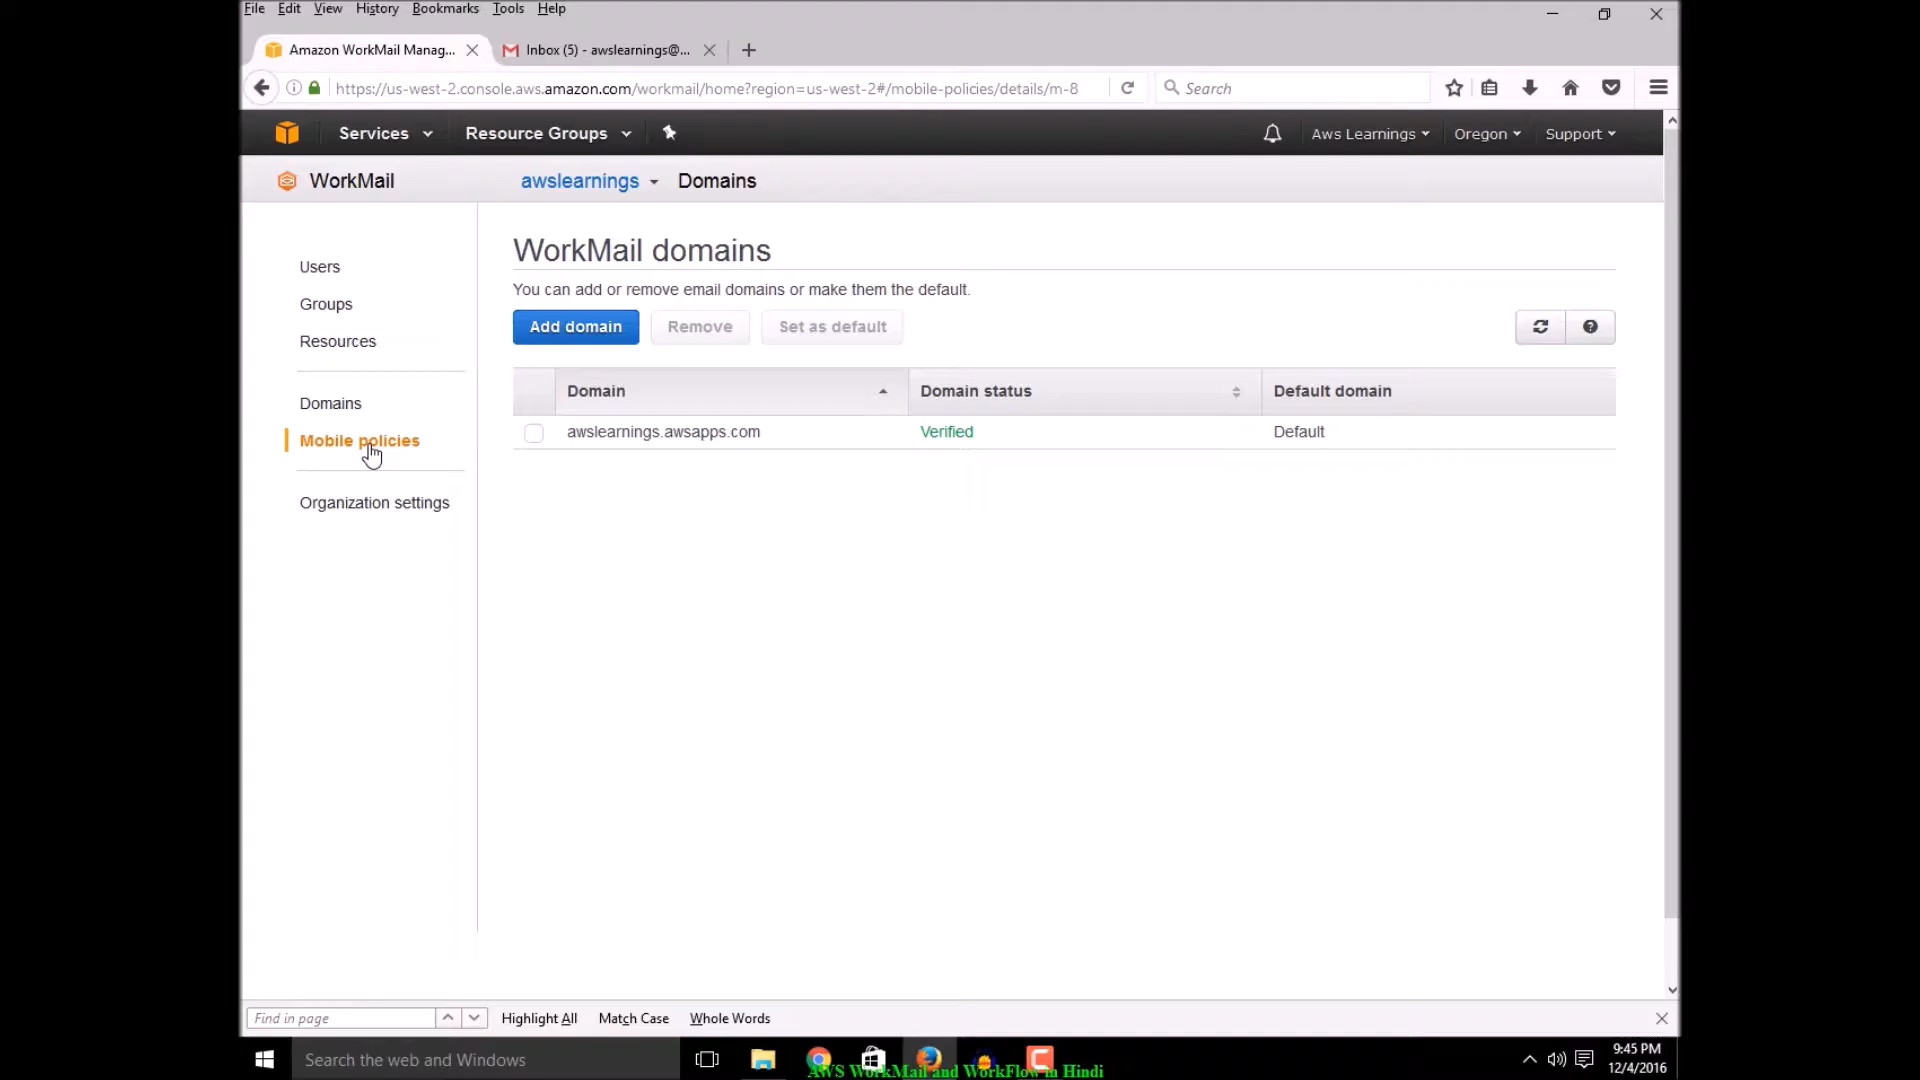 File Edit View History Bookmarks Tools Help
Amazon WorkMail Manag... Inbox (5) - awslearnings@...
https://us-west-2.console.aws.amazon.com/workmail/home?region=us-west-2#/mobile-policies/details/m-8 Search
Services Resource Groups Aws Learnings Oregon Support
WorkMail awslearnings Domains
WorkMail domains
You can add or remove email domains or make them the default.
Add domain Remove Set as default
Users
Groups
Resources
Domains
Mobile policies
Organization settings
Domain Domain status Default domain
awslearnings.awsapps.com Verified Default
Find in page Highlight All Match Case Whole Words
Search the web and Windows
9:45 PM
12/4/2016
AWS WorkMail and WorkFlow in Hindi